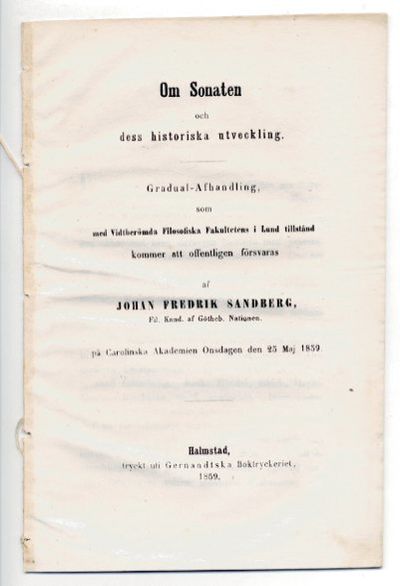 Om Sonaten
och
dess historiska utveckling.
Gradual-Afhandling,
som
med Vidtberömda Filosofiska Fakultetens i Lund tillstånd
kommer att offentligen försvaras
af
JOHAN FREDRIK SANDBERG,
Fil. Kand. af Götheb. Nationen.
på Carolinska Akademien Onsdagen den 25 Maj 1859.
Halmstad,
tryckt uti Gernandtska Boktryckeriet,
1859.